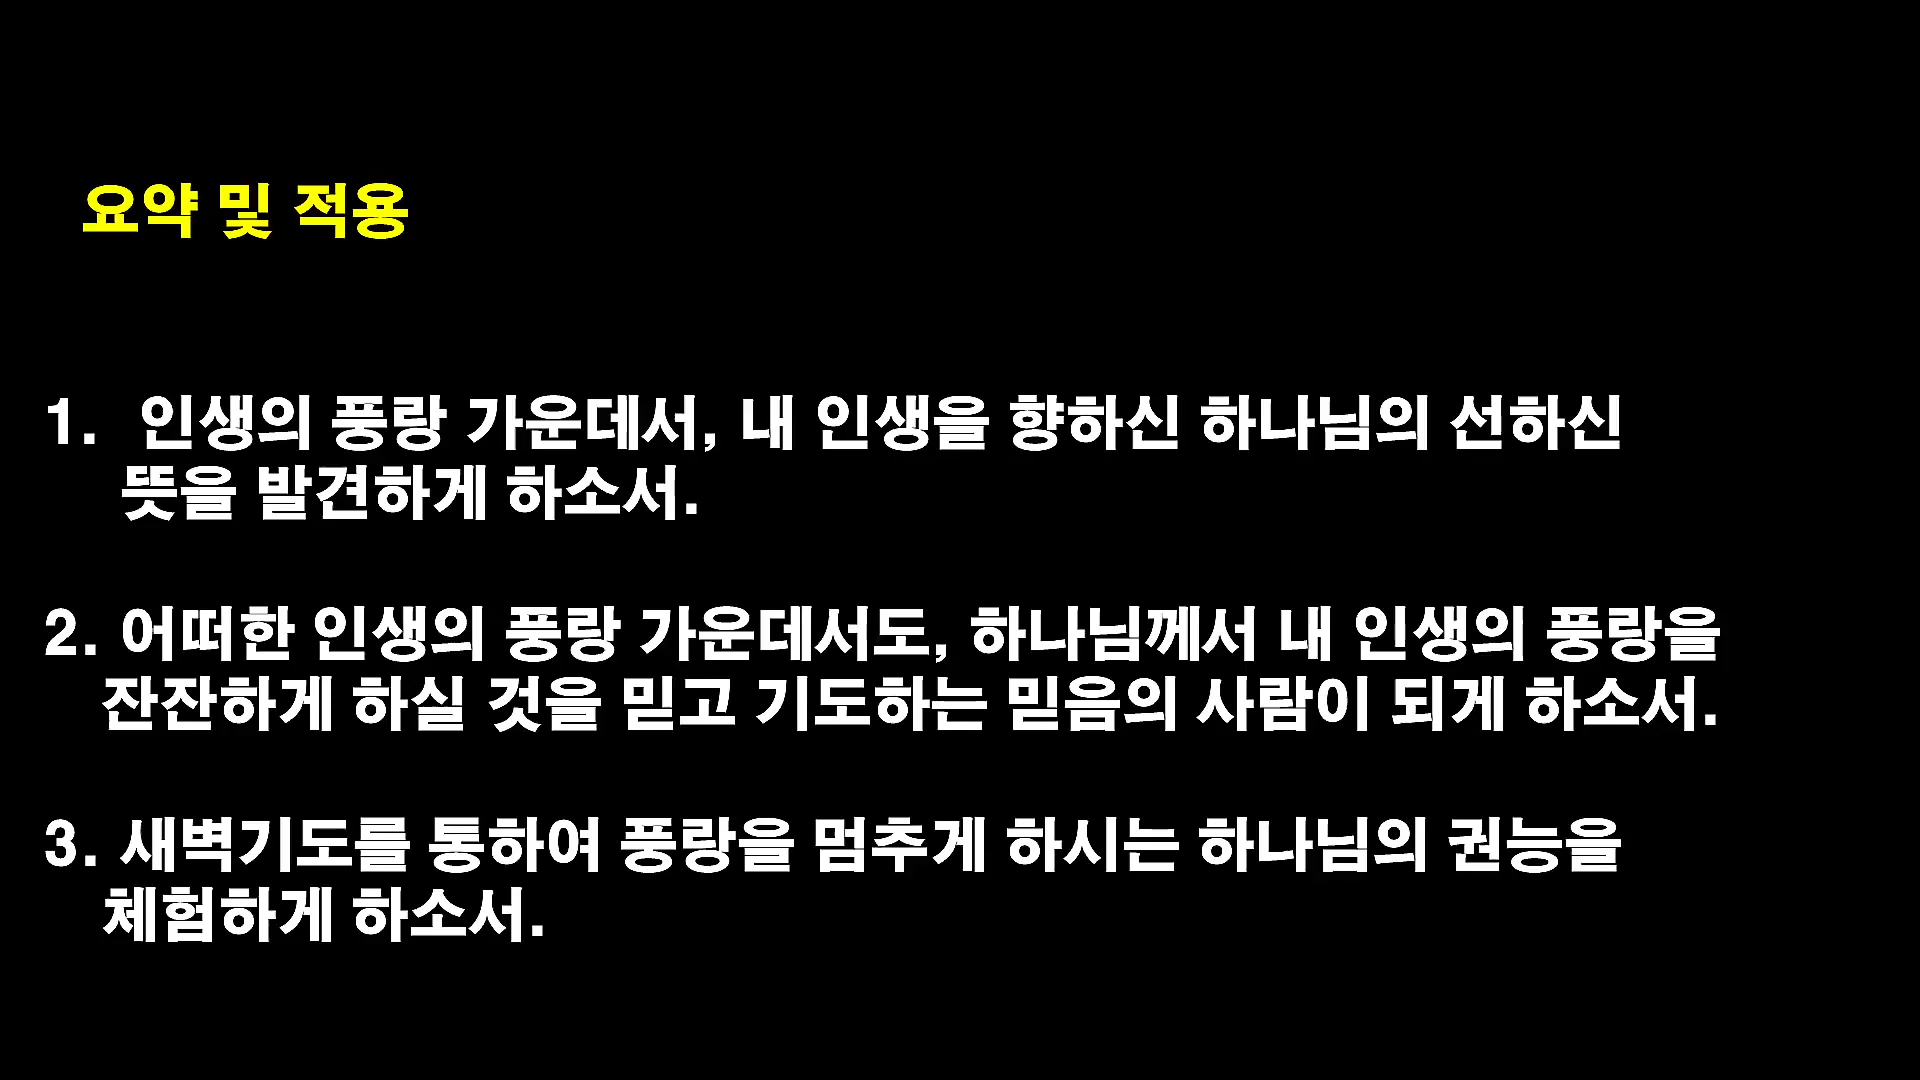 요약 및 적용
1. 인생의 풍랑 가운데서, 내 인생을 향하신 하나님의 선하신
뜻을 발견하게 하소서.
2. 어떠한 인생의 풍랑 가운데서도, 하나님께서 내 인생의 풍랑을
잔잔하게 하실 것을 믿고 기도하는 믿음의 사람이 되게 하소서.
3. 새벽기도를 통하여 풍랑을 멈추게 하시는 하나님의 권능을
체험하게 하소서.